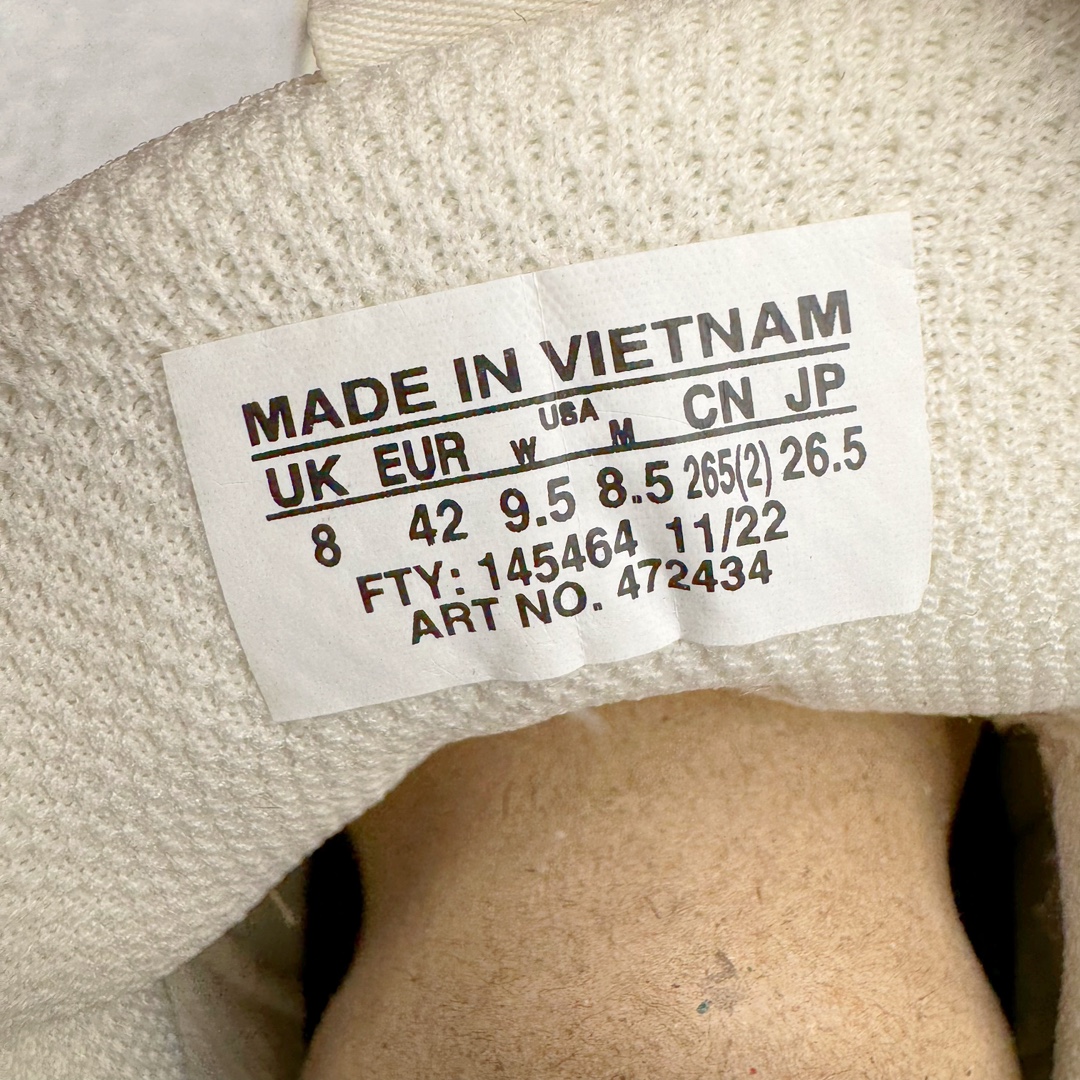 MADE IN VIETNAM
UK EUR W USA M CN JP
8 42 9.5 8.5 265(2) 26.5
FTY: 145464 11/22
ART NO. 472434